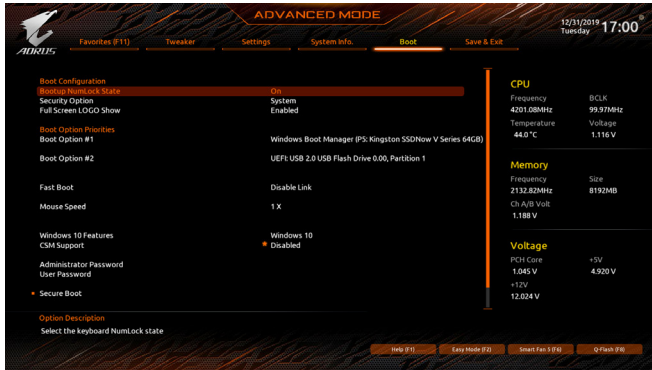 ADVANCED MODE
12/31/2019 Tuesday 17:00
AORUS
Favorites (F11) Tweaker Settings System Info. Boot Save & Exit
Boot Configuration
Bootup NumLock State On
Security Option System
Full Screen LOGO Show Enabled
Boot Option Priorities
Boot Option #1 Windows Boot Manager (P5: Kingston SSDNow V Series 64GB)
Boot Option #2 UEFI: USB 2.0 USB Flash Drive 0.00, Partition 1
Fast Boot Disable Link
Mouse Speed 1 X
Windows 10 Features Windows 10
CSM Support Disabled
Administrator Password
User Password
Secure Boot
Option Description
Select the keyboard NumLock state
CPU
Frequency BCLK
4201.08MHz 99.97MHz
Temperature Voltage
44.0 °C 1.116 V
Memory
Frequency Size
2132.82MHz 8192MB
Ch A/B Volt
1.188 V
Voltage
PCH Core +5V
1.045 V 4.920 V
+12V
12.024 V
Help (F1) Easy Mode (F2) Smart Fan 5 (F6) Q-Flash (F8)